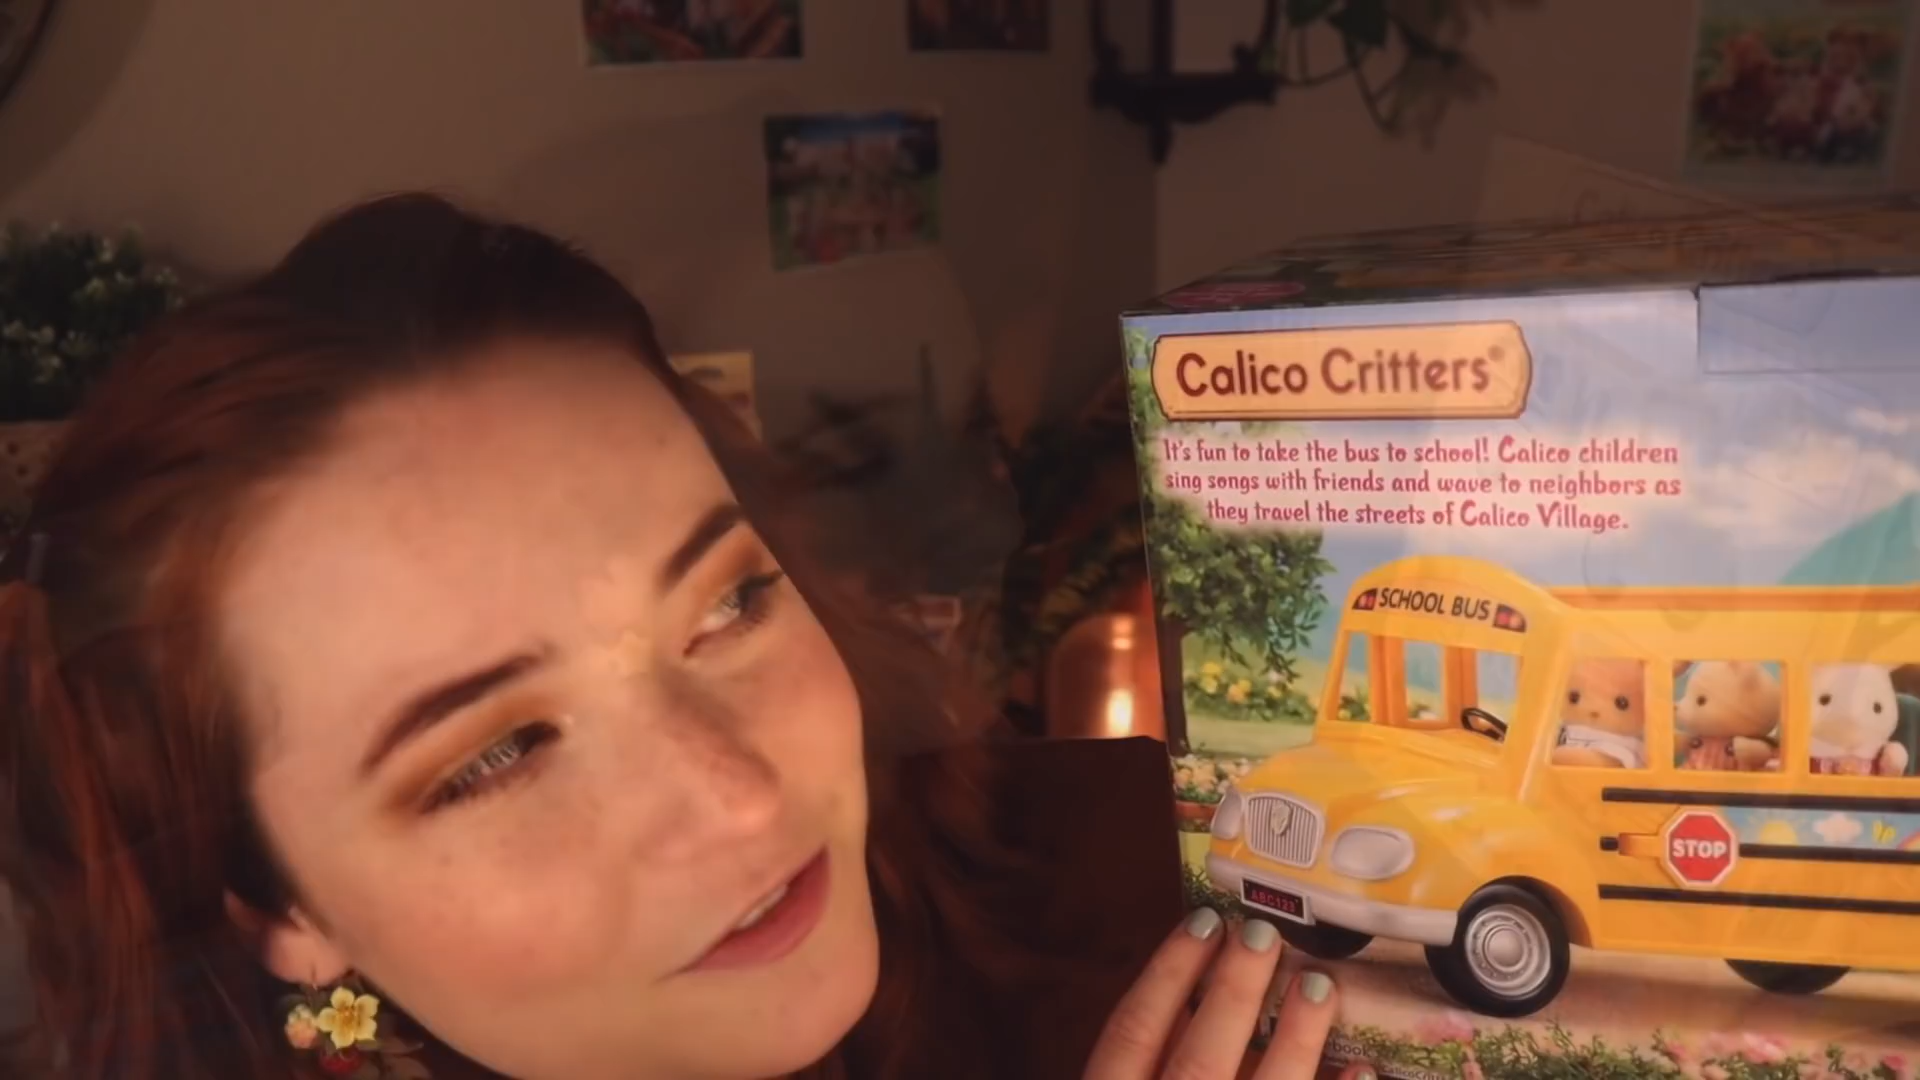 Calico Critters®
It's fun to take the bus to school! Calico children
sing songs with friends and wave to neighbors as
they travel the streets of Calico Village.
SCHOOL BUS
STOP
ABC123